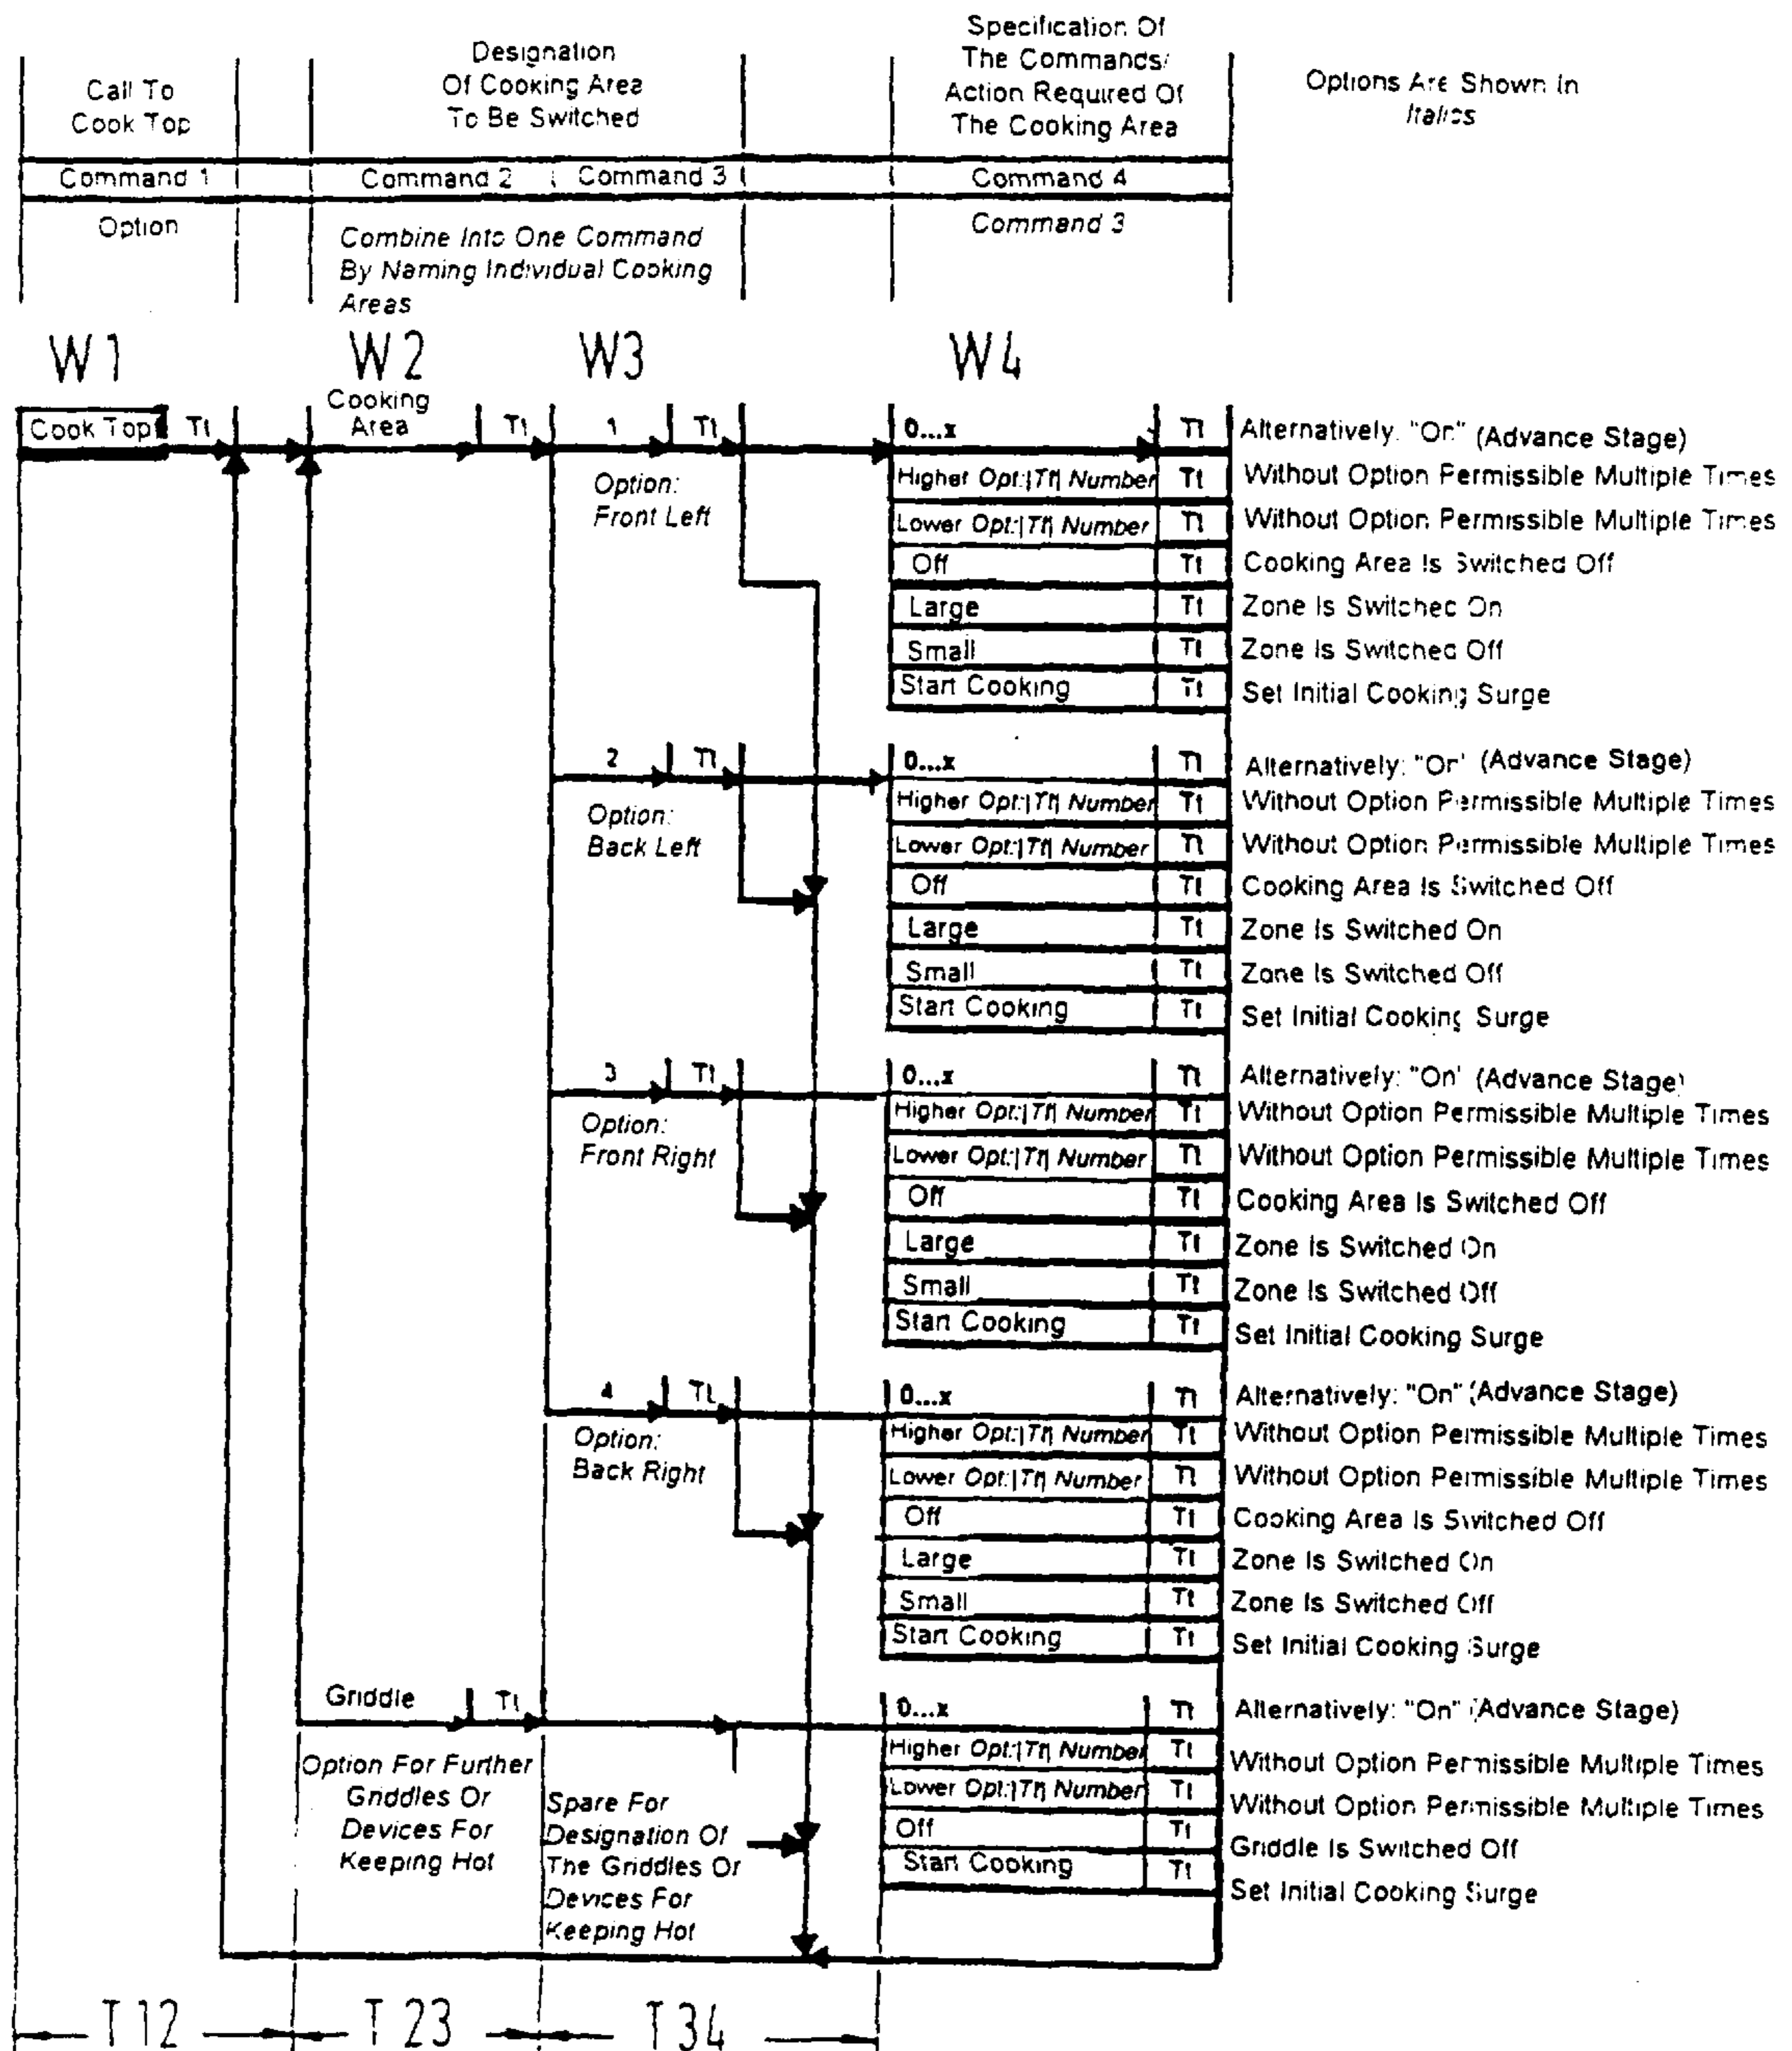 Call To
Cook Top
Designation
Of Cooking Area
To Be Switched
Specification Of
The Commands/
Action Required Of
The Cooking Area
Options Are Shown In
Italics
Command 1
Command 2
Command 3
Command 4
Option
Combine Into One Command
By Naming Individual Cooking
Areas
Command 3
W1
W2
W3
W4
Cook Top
Tt
Cooking
Area
Tt
1
Tt
Option:
Front Left
0...x Tt Alternatively: "On" (Advance Stage)
Higher Opt:|Tt| Number Tt Without Option Permissible Multiple Times
Lower Opt:|Tt| Number Tt Without Option Permissible Multiple Times
Off Tt Cooking Area Is Switched Off
Large Tt Zone Is Switched On
Small Tt Zone Is Switched Off
Start Cooking Tt Set Initial Cooking Surge
2
Tt
Option:
Back Left
0...x Tt Alternatively: "On" (Advance Stage)
Higher Opt:|Tt| Number Tt Without Option Permissible Multiple Times
Lower Opt:|Tt| Number Tt Without Option Permissible Multiple Times
Off Tt Cooking Area Is Switched Off
Large Tt Zone Is Switched On
Small Tt Zone Is Switched Off
Start Cooking Tt Set Initial Cooking Surge
3
Tt
Option:
Front Right
0...x Tt Alternatively: "On" (Advance Stage)
Higher Opt:|Tt| Number Tt Without Option Permissible Multiple Times
Lower Opt:|Tt| Number Tt Without Option Permissible Multiple Times
Off Tt Cooking Area Is Switched Off
Large Tt Zone Is Switched On
Small Tt Zone Is Switched Off
Start Cooking Tt Set Initial Cooking Surge
4
Tt
Option:
Back Right
0...x Tt Alternatively: "On" (Advance Stage)
Higher Opt:|Tt| Number Tt Without Option Permissible Multiple Times
Lower Opt:|Tt| Number Tt Without Option Permissible Multiple Times
Off Tt Cooking Area Is Switched Off
Large Tt Zone Is Switched On
Small Tt Zone Is Switched Off
Start Cooking Tt Set Initial Cooking Surge
Griddle
Tt
Option For Further
Griddles Or
Devices For
Keeping Hot
Spare For
Designation Of
The Griddles Or
Devices For
Keeping Hot
0...x Tt Alternatively: "On" (Advance Stage)
Higher Opt:|Tt| Number Tt Without Option Permissible Multiple Times
Lower Opt:|Tt| Number Tt Without Option Permissible Multiple Times
Off Tt Griddle Is Switched Off
Start Cooking Tt Set Initial Cooking Surge
T12
T23
T34